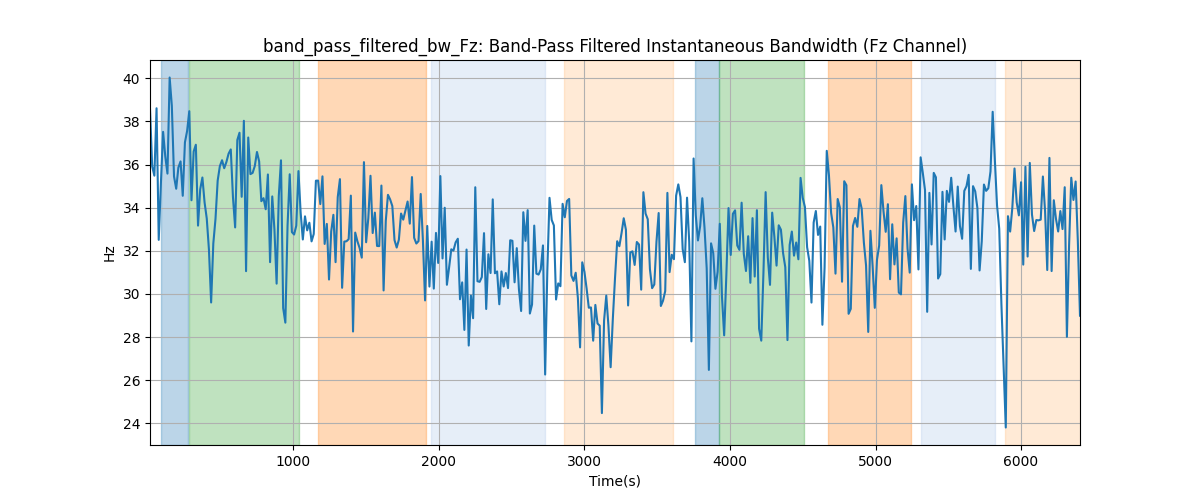 band_pass_filtered_bw_Fz: Band-Pass Filtered Instantaneous Bandwidth (Fz Channel)
40
38
36
34
32
30
28
26
24
Hz
1000 2000 3000 4000 5000 6000
Time(s)